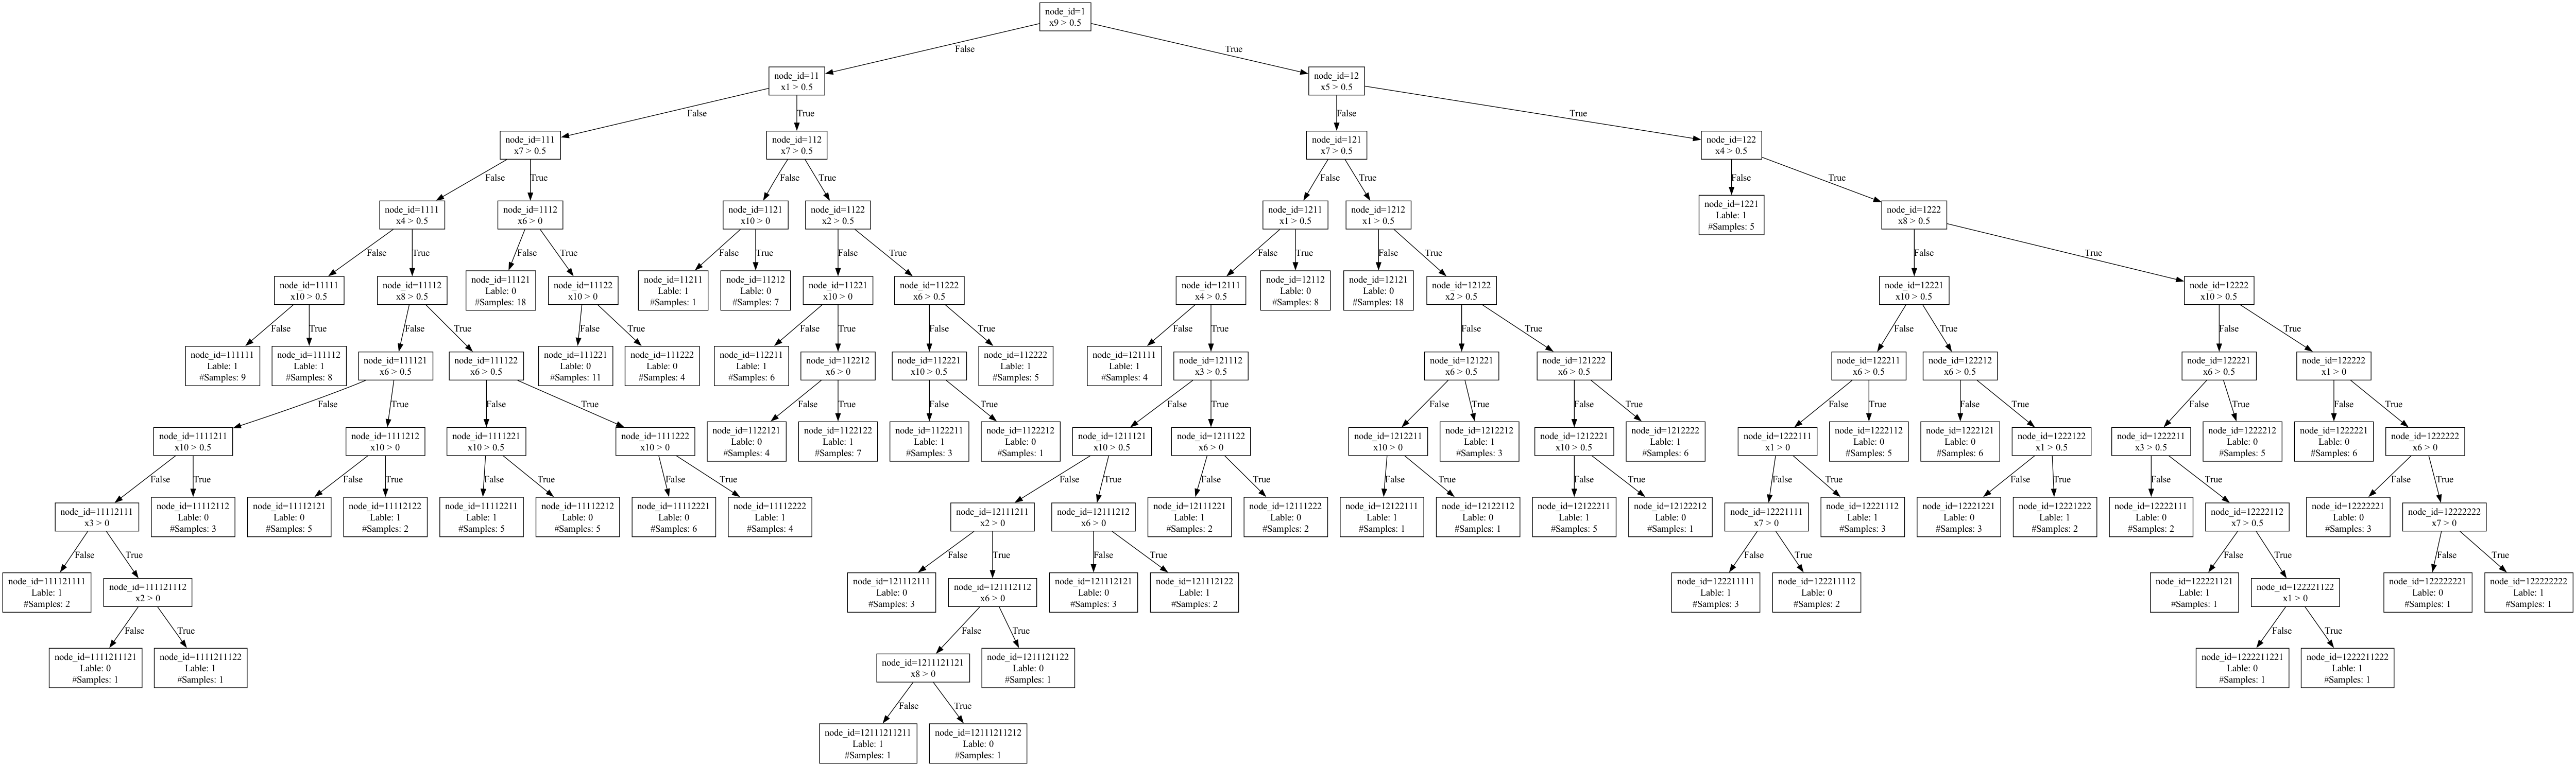 node_id=1
x9 > 0.5
False
True
node_id=11
x1 > 0.5
node_id=12
x5 > 0.5
False
True
False
True
node_id=111
x7 > 0.5
node_id=112
x7 > 0.5
node_id=121
x7 > 0.5
node_id=122
x4 > 0.5
False
True
False
True
False
True
False
True
node_id=1111
x4 > 0.5
node_id=1112
x6 > 0
node_id=1121
x10 > 0
node_id=1122
x2 > 0.5
node_id=1211
x1 > 0.5
node_id=1212
x1 > 0.5
node_id=1221
Lable: 1
#Samples: 5
node_id=1222
x8 > 0.5
False
True
False
True
False
True
False
True
False
True
False
True
False
True
node_id=11111
x10 > 0.5
node_id=11112
x8 > 0.5
node_id=11121
Lable: 0
#Samples: 18
node_id=11122
x10 > 0
node_id=11211
Lable: 1
#Samples: 1
node_id=11212
Lable: 0
#Samples: 7
node_id=11221
x10 > 0
node_id=11222
x6 > 0.5
node_id=12111
x4 > 0.5
node_id=12112
Lable: 0
#Samples: 8
node_id=12121
Lable: 0
#Samples: 18
node_id=12122
x2 > 0.5
node_id=12221
x10 > 0.5
node_id=12222
x10 > 0.5
False
True
False
True
False
True
False
True
False
True
False
True
False
True
False
True
False
True
node_id=111111
Lable: 1
#Samples: 9
node_id=111112
Lable: 1
#Samples: 8
node_id=111121
x6 > 0.5
node_id=111122
x6 > 0.5
node_id=111221
Lable: 0
#Samples: 11
node_id=111222
Lable: 0
#Samples: 4
node_id=112211
Lable: 1
#Samples: 6
node_id=112212
x6 > 0
node_id=112221
x10 > 0.5
node_id=112222
Lable: 1
#Samples: 5
node_id=121111
Lable: 1
#Samples: 4
node_id=121112
x3 > 0.5
node_id=121221
x6 > 0.5
node_id=121222
x6 > 0.5
node_id=122211
x6 > 0.5
node_id=122212
x6 > 0.5
node_id=122221
x6 > 0.5
node_id=122222
x1 > 0
False
True
False
True
False
True
False
True
False
True
False
True
False
True
False
True
False
True
False
True
False
True
node_id=1111211
x10 > 0.5
node_id=1111212
x10 > 0
node_id=1111221
x10 > 0.5
node_id=1111222
x10 > 0
node_id=1122121
Lable: 0
#Samples: 4
node_id=1122122
Lable: 1
#Samples: 7
node_id=1122211
Lable: 1
#Samples: 3
node_id=1122212
Lable: 0
#Samples: 1
node_id=1211121
x10 > 0.5
node_id=1211122
x6 > 0
node_id=1212211
x10 > 0
node_id=1212212
Lable: 1
#Samples: 3
node_id=1212221
x10 > 0.5
node_id=1212222
Lable: 1
#Samples: 6
node_id=1222111
x1 > 0
node_id=1222112
Lable: 0
#Samples: 5
node_id=1222121
Lable: 0
#Samples: 6
node_id=1222122
x1 > 0.5
node_id=1222211
x3 > 0.5
node_id=1222212
Lable: 0
#Samples: 5
node_id=1222221
Lable: 0
#Samples: 6
node_id=1222222
x6 > 0
False
True
False
True
False
True
False
True
False
True
False
True
False
True
False
True
False
True
False
True
False
True
False
True
node_id=11112111
x3 > 0
node_id=11112112
Lable: 0
#Samples: 3
node_id=11112121
Lable: 0
#Samples: 5
node_id=11112122
Lable: 1
#Samples: 2
node_id=11112211
Lable: 1
#Samples: 5
node_id=11112212
Lable: 0
#Samples: 5
node_id=11112221
Lable: 0
#Samples: 6
node_id=11112222
Lable: 1
#Samples: 4
node_id=12111211
x2 > 0
node_id=12111212
x6 > 0
node_id=12111221
Lable: 1
#Samples: 2
node_id=12111222
Lable: 0
#Samples: 2
node_id=12122111
Lable: 1
#Samples: 1
node_id=12122112
Lable: 0
#Samples: 1
node_id=12122211
Lable: 1
#Samples: 5
node_id=12122212
Lable: 0
#Samples: 1
node_id=12221111
x7 > 0
node_id=12221112
Lable: 1
#Samples: 3
node_id=12221221
Lable: 0
#Samples: 3
node_id=12221222
Lable: 1
#Samples: 2
node_id=12222111
Lable: 0
#Samples: 2
node_id=12222112
x7 > 0.5
node_id=12222221
Lable: 0
#Samples: 3
node_id=12222222
x7 > 0
False
True
False
True
False
True
False
True
False
True
False
True
node_id=111121111
Lable: 1
#Samples: 2
node_id=111121112
x2 > 0
node_id=121112111
Lable: 0
#Samples: 3
node_id=121112112
x6 > 0
node_id=121112121
Lable: 0
#Samples: 3
node_id=121112122
Lable: 1
#Samples: 2
node_id=122211111
Lable: 1
#Samples: 3
node_id=122211112
Lable: 0
#Samples: 2
node_id=122221121
Lable: 1
#Samples: 1
node_id=122221122
x1 > 0
node_id=122222221
Lable: 0
#Samples: 1
node_id=122222222
Lable: 1
#Samples: 1
False
True
False
True
False
True
node_id=1111211121
Lable: 0
#Samples: 1
node_id=1111211122
Lable: 1
#Samples: 1
node_id=1211121121
x8 > 0
node_id=1211121122
Lable: 0
#Samples: 1
node_id=1222211221
Lable: 0
#Samples: 1
node_id=1222211222
Lable: 1
#Samples: 1
False
True
node_id=12111211211
Lable: 1
#Samples: 1
node_id=12111211212
Lable: 0
#Samples: 1